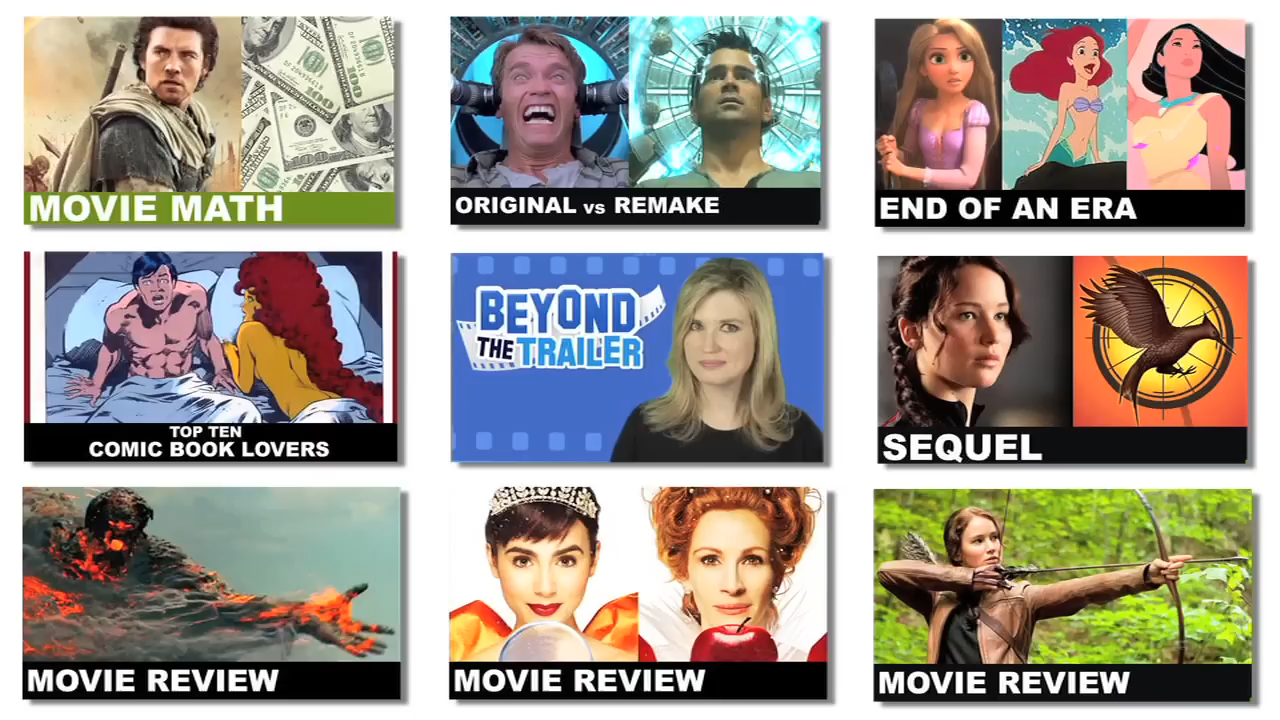 MOVIE MATH
ORIGINAL vs REMAKE
END OF AN ERA
TOP TEN
COMIC BOOK LOVERS
BEYOND
THE TRAILER
SEQUEL
MOVIE REVIEW
MOVIE REVIEW
MOVIE REVIEW